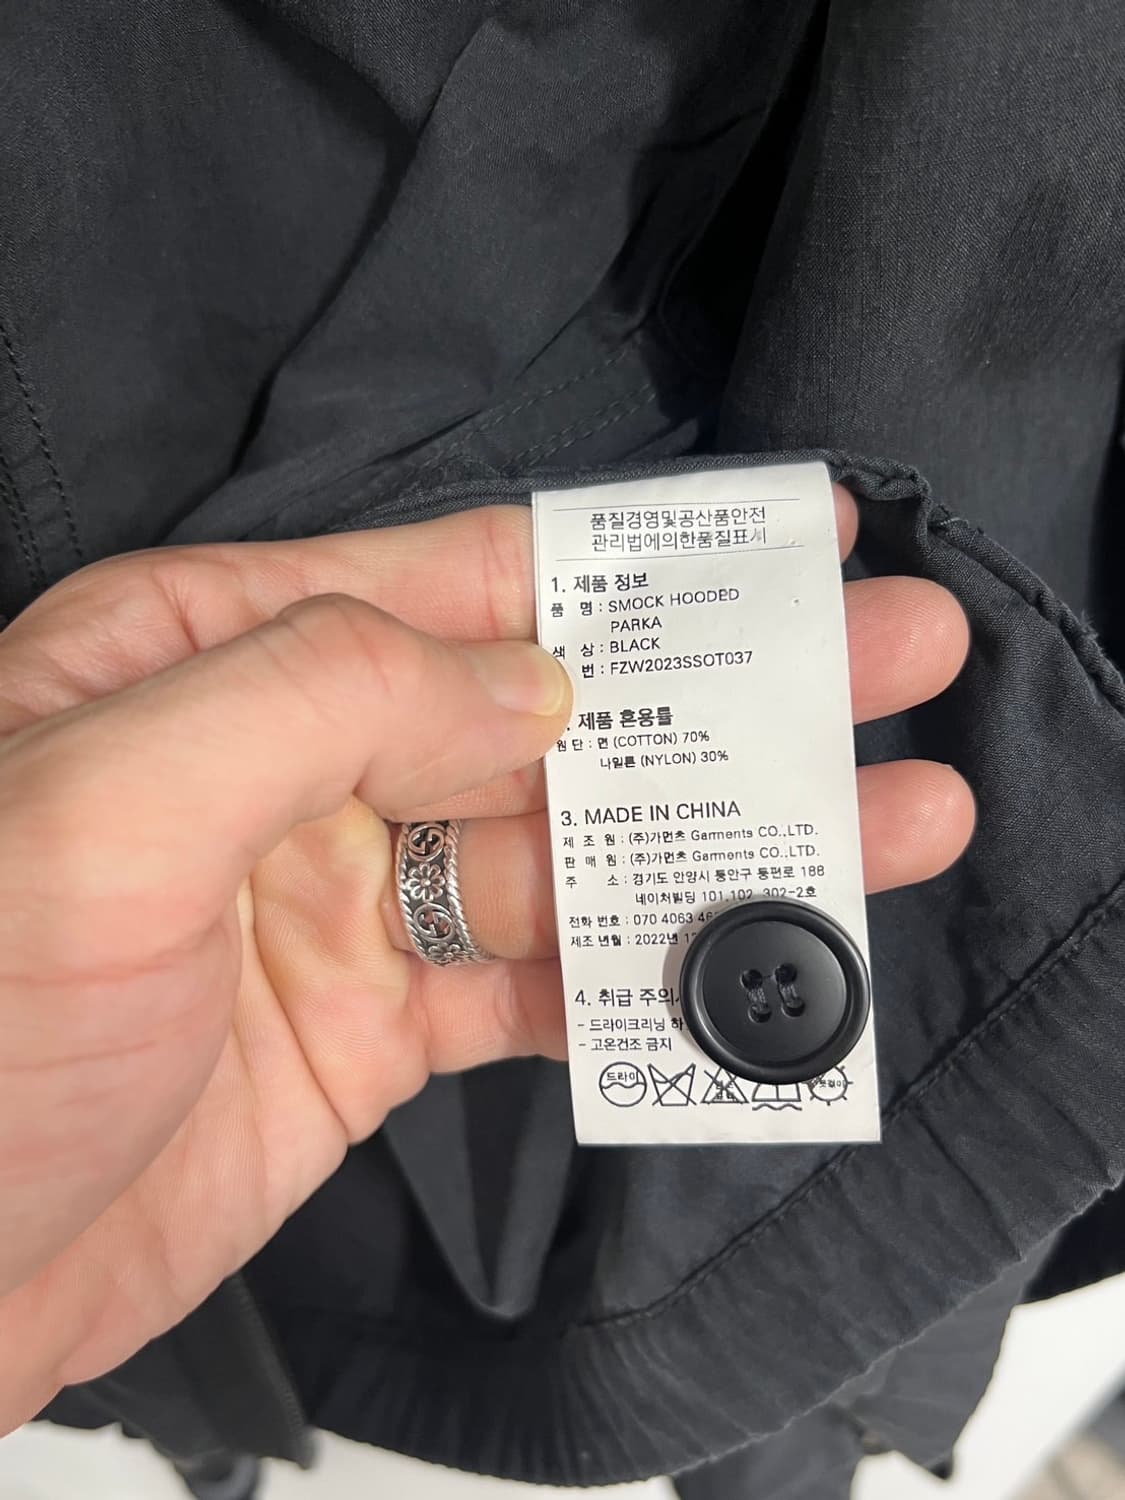 품질경영및공산품안전
관리법에의한품질표시
1. 제품 정보
품 명 : SMOCK HOODED
PARKA
색 상 : BLACK
번 : FZW2023SSOT037
제품 혼용률
원단 : 면 (COTTON) 70%
나일론 (NYLON) 30%
3. MADE IN CHINA
제 조 원 : (주)가먼츠 Garments CO.,LTD.
판 매 원 : (주)가먼츠 Garments CO.,LTD.
주 소 : 경기도 안양시 동안구 동편로 188
네이처빌딩 101,102, 302-2호
전화 번호 : 070 4063
제조 년월 : 2022년
4. 취급 주의
- 드라이크리닝
- 고온건조 금지
드라이